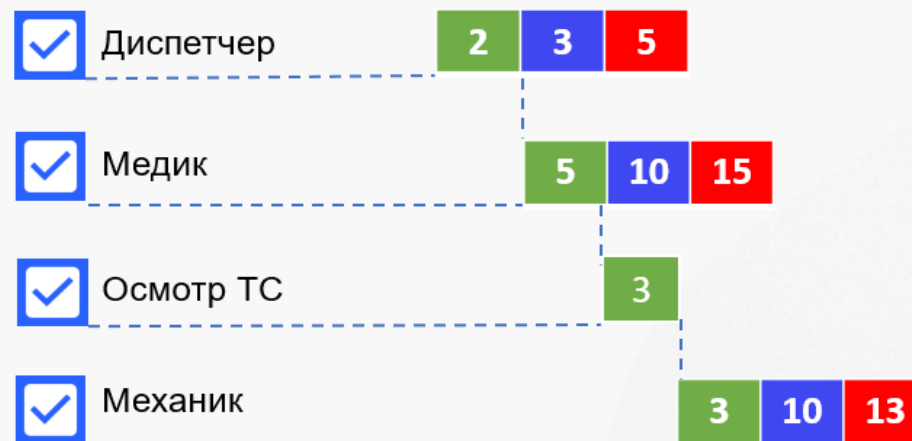 Диспетчер 2 3 5
Медик 5 10 15
Осмотр ТС 3
Механик 3 10 13